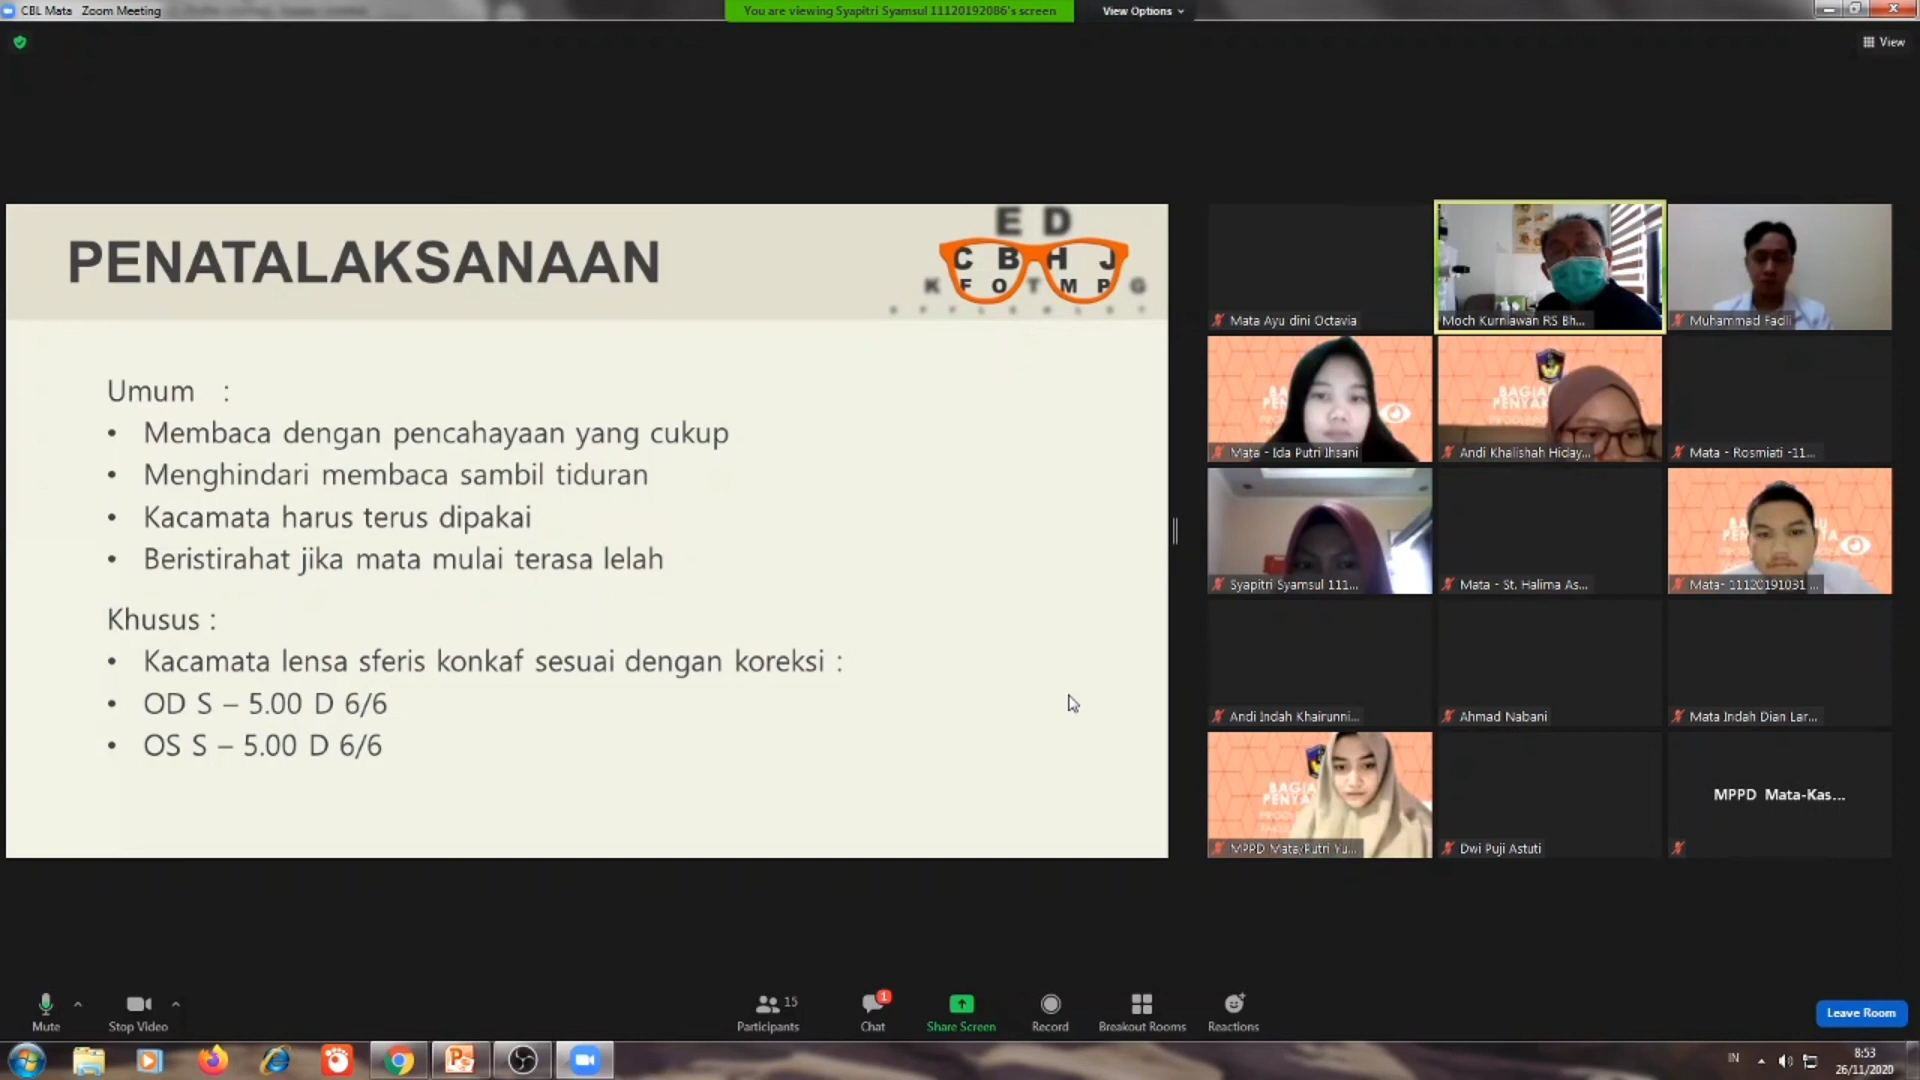 CBL Mata Zoom Meeting
You are viewing Syapitri Syamsul 11120192086's screen
View Options
View
PENATALAKSANAAN
E D
C B H J
K F O T M P G
Umum :
• Membaca dengan pencahayaan yang cukup
• Menghindari membaca sambil tiduran
• Kacamata harus terus dipakai
• Beristirahat jika mata mulai terasa lelah
Khusus :
• Kacamata lensa sferis konkaf sesuai dengan koreksi :
• OD S – 5.00 D 6/6
• OS S – 5.00 D 6/6
Mata Ayu dini Octavia
Moch Kurniawan RS Bh...
Muhammad Fadli
Mata - Ida Putri Ihsani
Andi Khalishah Hiday...
Mata - Rosmiati -11...
Syapitri Syamsul 111...
Mata - St. Halima As...
Mata- 11120191031 ...
Andi Indah Khairunni...
Ahmad Nabani
Mata Indah Dian Lar...
MPPD Mata/Putri Yu...
Dwi Puji Astuti
MPPD Mata-Kas...
Mute
Stop Video
15
Participants
1
Chat
Share Screen
Record
Breakout Rooms
Reactions
Leave Room
IN
8:53
26/11/2020